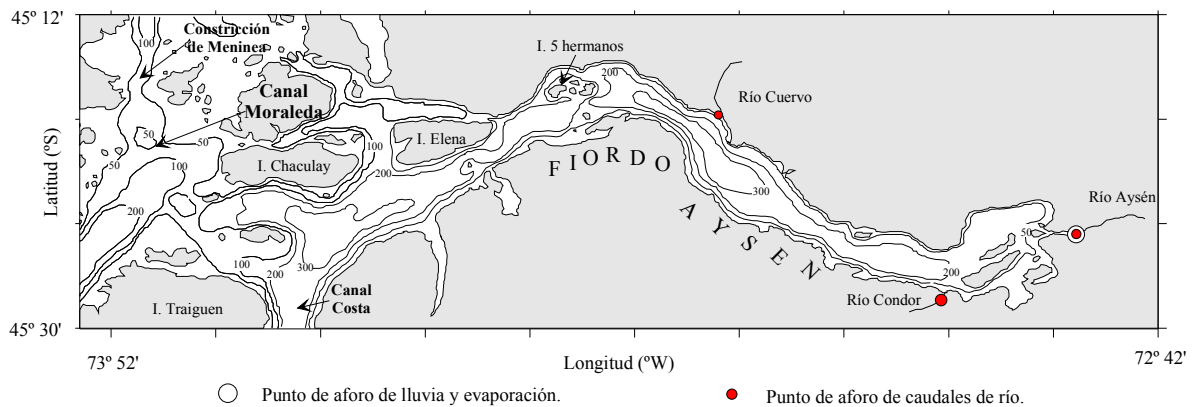 45º 12'
Constricción
de Meninea
I. 5 hermanos
100
200
Canal
Moraleda
Río Cuervo
50
50
I. Elena
100
Latitud (ºS)
50
100
I. Chaculay
200
FIORDO
300
200
AYSEN
Río Aysén
50
100
200
300
200
Canal
Costa
I. Traiguen
Río Condor
45º 30'
73º 52'
Longitud (ºW)
72º 42'
Punto de aforo de lluvia y evaporación.
Punto de aforo de caudales de río.